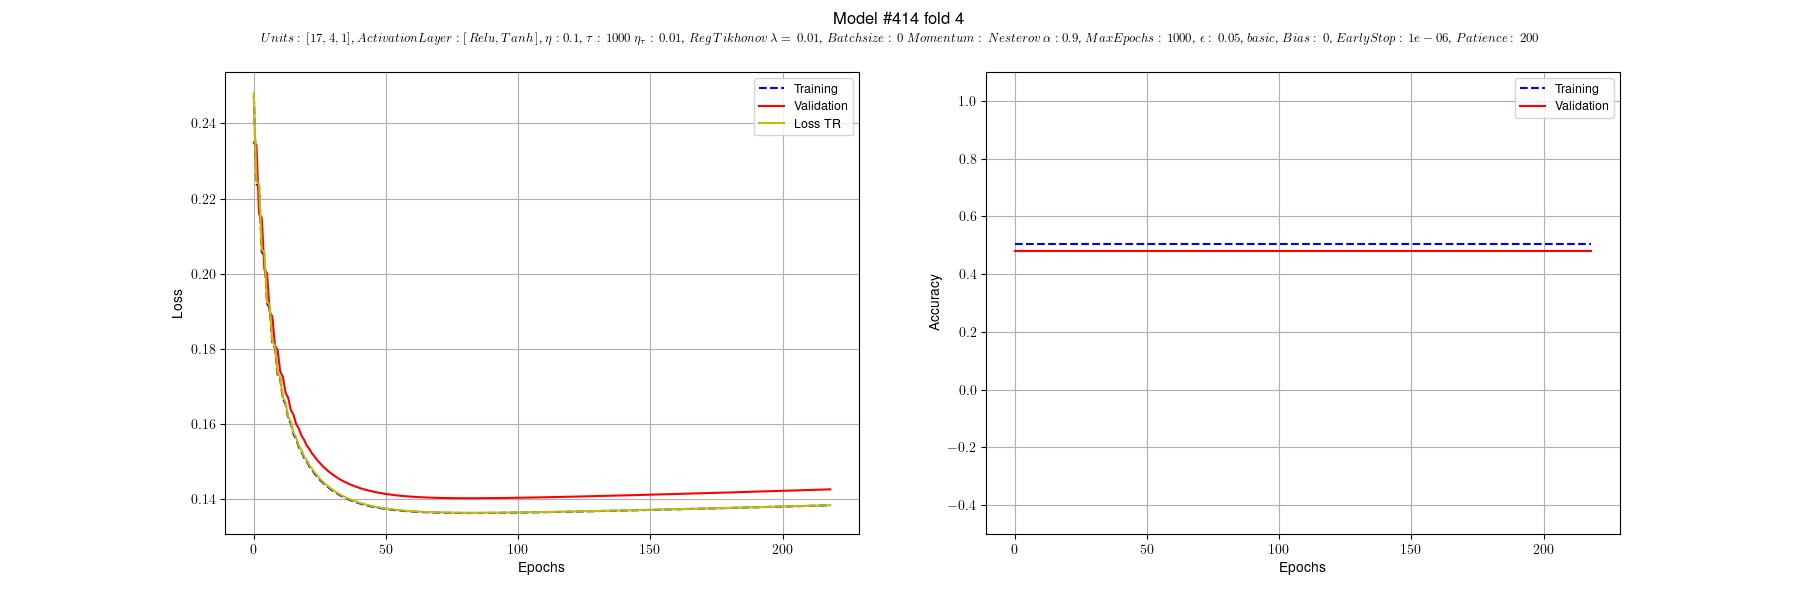 Model #414 fold 4
Units : [17, 4, 1], ActivationLayer : [ Relu, Tanh ], η : 0.1, τ : 1000 ητ : 0.01, Reg Tikhonov λ = 0.01, Batchsize : 0 Momentum : Nesterov α : 0.9, MaxEpochs : 1000, ϵ : 0.05, basic, Bias : 0, EarlyStop : 1e − 06, Patience : 200
Training
Validation
Loss TR
0.24
0.22
0.20
0.18
0.16
0.14
Loss
0 50 100 150 200
Epochs
Training
Validation
1.0
0.8
0.6
0.4
0.2
0.0
−0.2
−0.4
Accuracy
0 50 100 150 200
Epochs